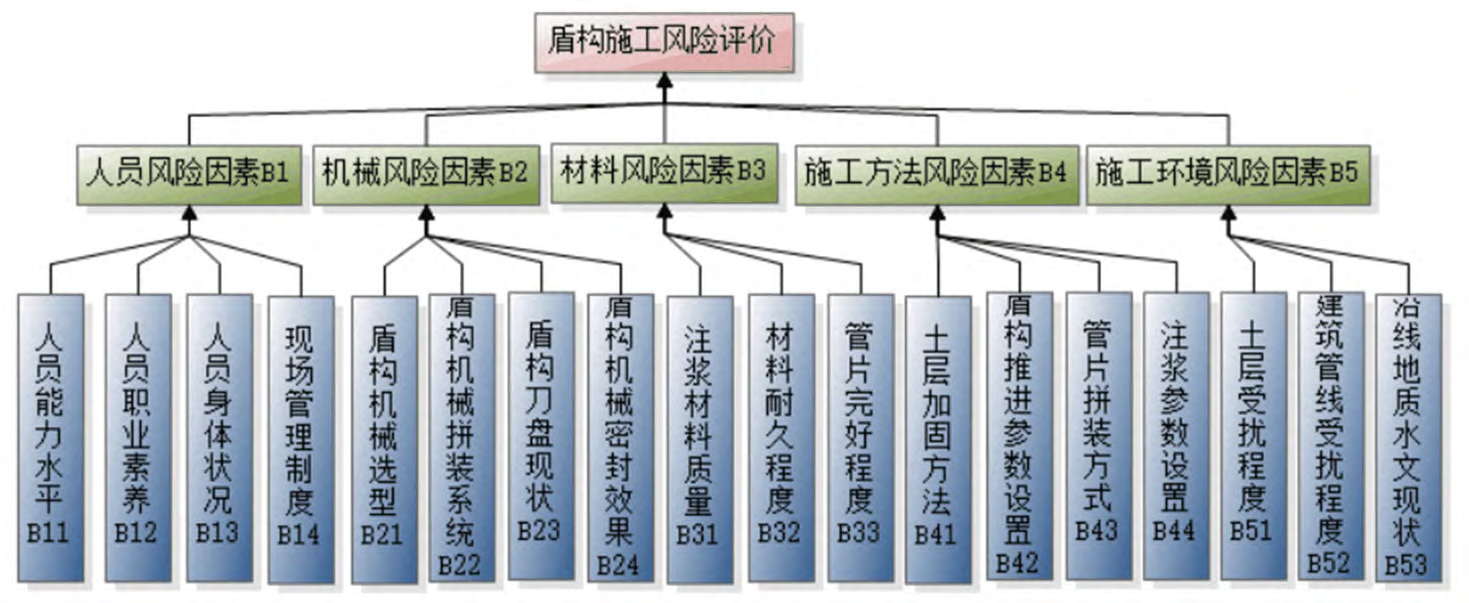 盾构施工风险评价
人员风险因素B1
机械风险因素B2
材料风险因素B3
施工方法风险因素B4
施工环境风险因素B5
人员能力水平B11
人员职业素养B12
人员身体状况B13
现场管理制度B14
盾构机械选型B21
盾构机械拼装系统B22
盾构刀盘现状B23
盾构机械密封效果B24
注浆材料质量B31
材料耐久程度B32
管片完好程度B33
土层加固方法B41
盾构推进参数设置B42
管片拼装方式B43
注浆参数设置B44
土层受扰程度B51
建筑管线受扰程度B52
沿线地质水文现状B53